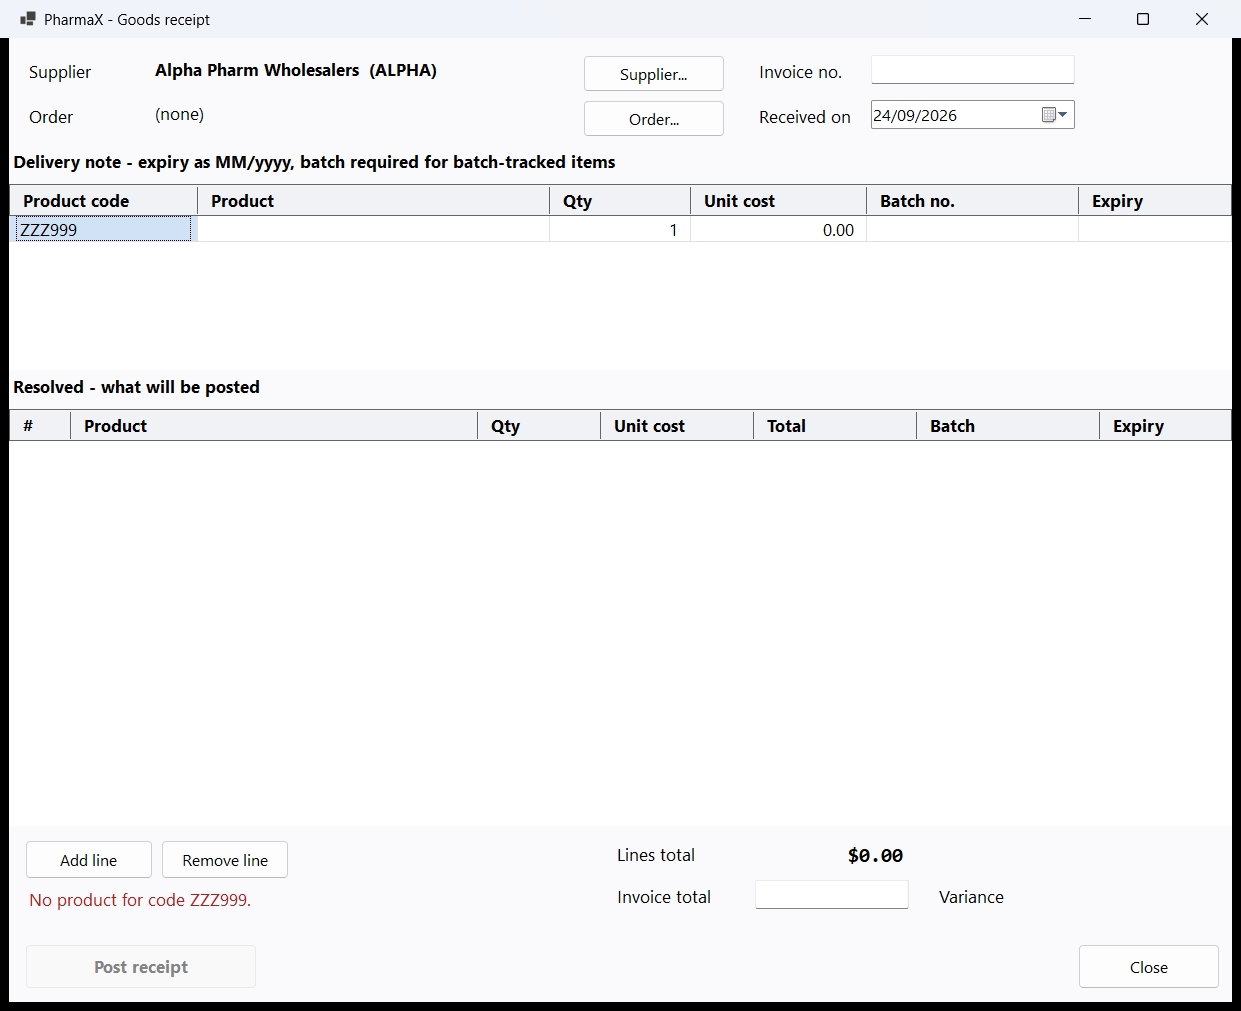 PharmaX - Goods receipt
Supplier Alpha Pharm Wholesalers (ALPHA) Supplier... Invoice no.
Order (none) Order... Received on 24/09/2026
Delivery note - expiry as MM/yyyy, batch required for batch-tracked items
Product code Product Qty Unit cost Batch no. Expiry
ZZZ999 1 0.00
Resolved - what will be posted
# Product Qty Unit cost Total Batch Expiry
Add line Remove line Lines total $0.00
No product for code ZZZ999. Invoice total Variance
Post receipt Close